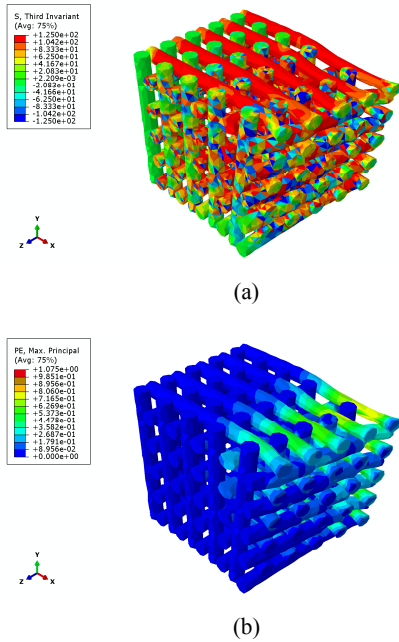 S, Third Invariant
(Avg: 75%)
+1.250e+02
+1.042e+02
+8.333e+01
+6.250e+01
+4.167e+01
+2.083e+01
+2.209e-03
-2.083e+01
-4.166e+01
-6.250e+01
-8.333e+01
-1.042e+02
-1.250e+02
Y
Z X
(a)
PE, Max. Principal
(Avg: 75%)
+1.075e+00
+9.851e-01
+8.956e-01
+8.060e-01
+7.165e-01
+6.269e-01
+5.373e-01
+4.478e-01
+3.582e-01
+2.687e-01
+1.791e-01
+8.956e-02
+0.000e+00
Y
Z X
(b)